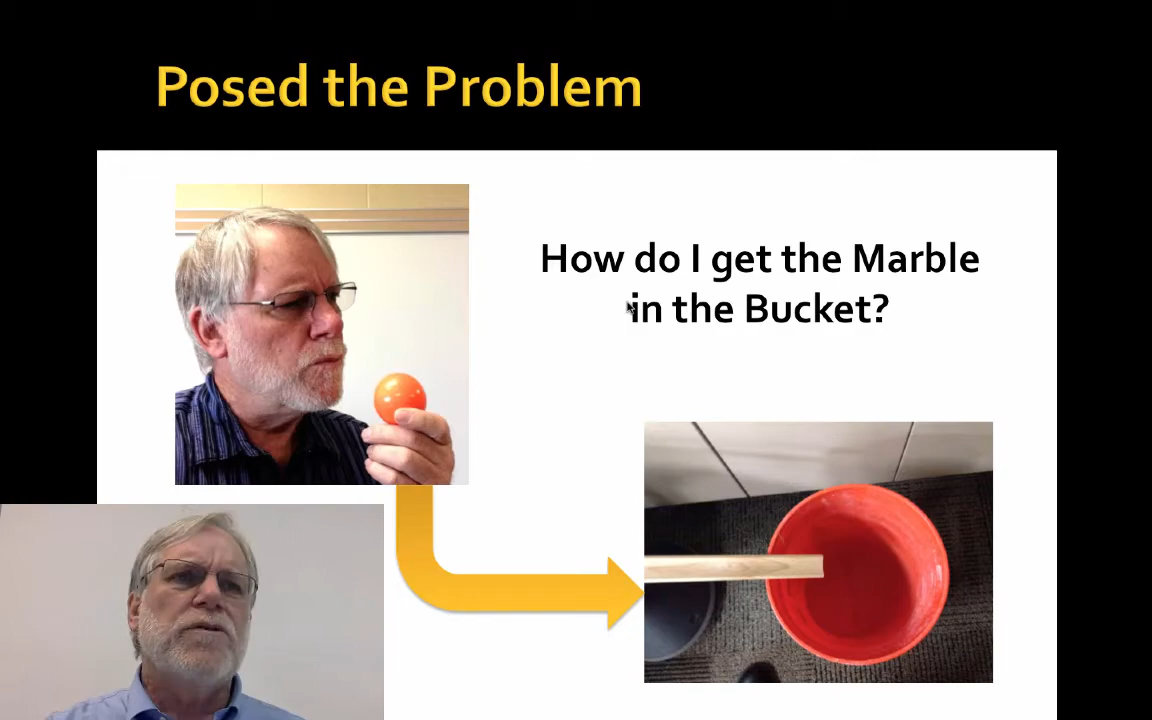 Posed the Problem
How do I get the Marble
in the Bucket?